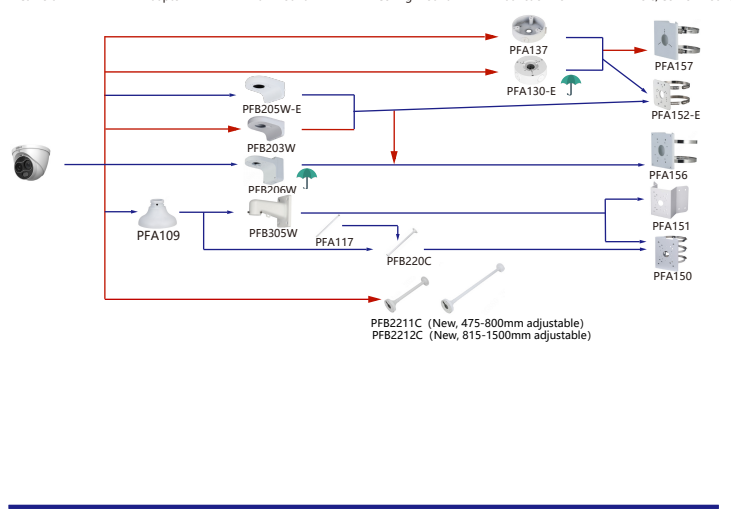 PFA137
PFA157
PFA130-E
PFB205W-E
PFA152-E
PFB203W
PFB206W
PFA156
PFA109
PFB305W
PFA117
PFA151
PFB220C
PFA150
PFB2211C (New, 475-800mm adjustable)
PFB2212C (New, 815-1500mm adjustable)